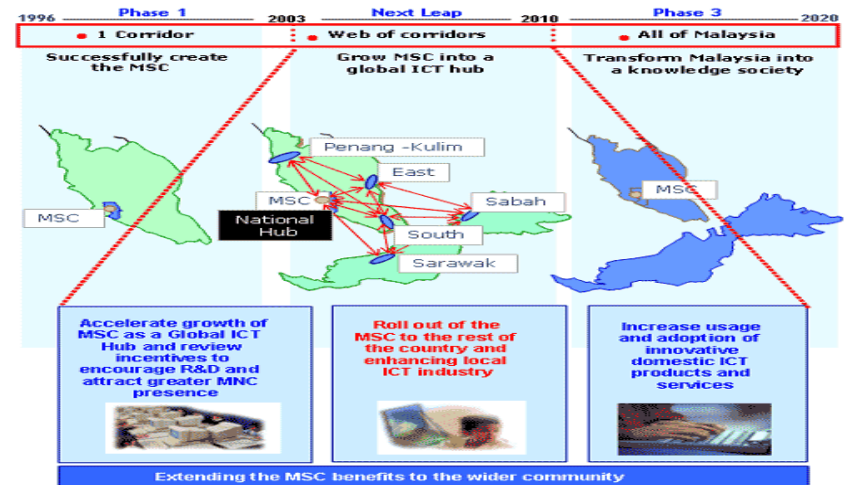 Phase 1
Next Leap
Phase 3
1996
2003
2010
2020
1 Corridor
Web of corridors
All of Malaysia
Successfully create
the MSC
Grow MSC into a
global ICT hub
Transform Malaysia into
a knowledge society
Penang -Kulim
East
MSC
Sabah
MSC
MSC
National
Hub
South
Sarawak
Accelerate growth of
MSC as a Global ICT
Hub and review
incentives to
encourage R&D and
attract greater MNC
presence
Roll out of the
MSC to the rest of
the country and
enhancing local
ICT industry
Increase usage
and adoption of
innovative
domestic ICT
products and
services
Extending the MSC benefits to the wider community